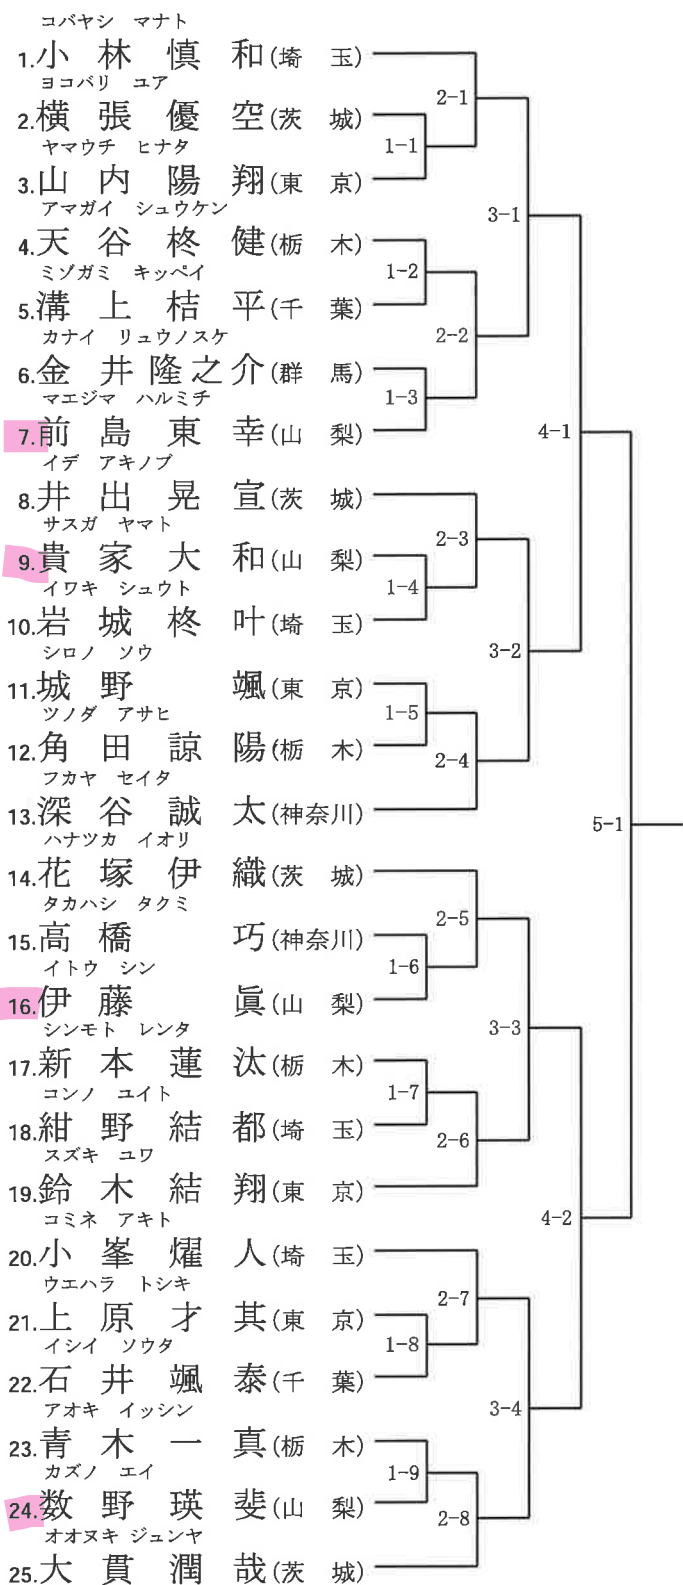 コバヤシ マナト
1.小林慎和(埼玉)
ヨコバリ ユア
2.横張優空(茨城)
ヤマウチ ヒナタ
3.山内陽翔(東京)
アマガイ シュウケン
4.天谷柊健(栃木)
ミゾガミ キッペイ
5.溝上桔平(千葉)
カナイ リュウノスケ
6.金井隆之介(群馬)
マエジマ ハルミチ
7.前島東幸(山梨)
イデ アキノブ
8.井出晃宣(茨城)
サスガ ヤマト
9.貴家大和(山梨)
イワキ シュウト
10.岩城柊叶(埼玉)
シロノ ソウ
11.城野颯(東京)
ツノダ アサヒ
12.角田諒陽(栃木)
フカヤ セイタ
13.深谷誠太(神奈川)
ハナツカ イオリ
14.花塚伊織(茨城)
タカハシ タクミ
15.高橋巧(神奈川)
イトウ シン
16.伊藤眞(山梨)
シンモト レンタ
17.新本蓮汰(栃木)
コンノ ユイト
18.紺野結都(埼玉)
スズキ ユワ
19.鈴木結翔(東京)
コミネ アキト
20.小峯燿人(埼玉)
ウエハラ トシキ
21.上原才其(東京)
イシイ ソウタ
22.石井颯泰(千葉)
アオキ イッシン
23.青木一真(栃木)
カズノ エイ
24.数野瑛斐(山梨)
オオヌキ ジュンヤ
25.大貫潤哉(茨城)
1-1
1-2
1-3
1-4
1-5
1-6
1-7
1-8
1-9
2-1
2-2
2-3
2-4
2-5
2-6
2-7
2-8
3-1
3-2
3-3
3-4
4-1
4-2
5-1